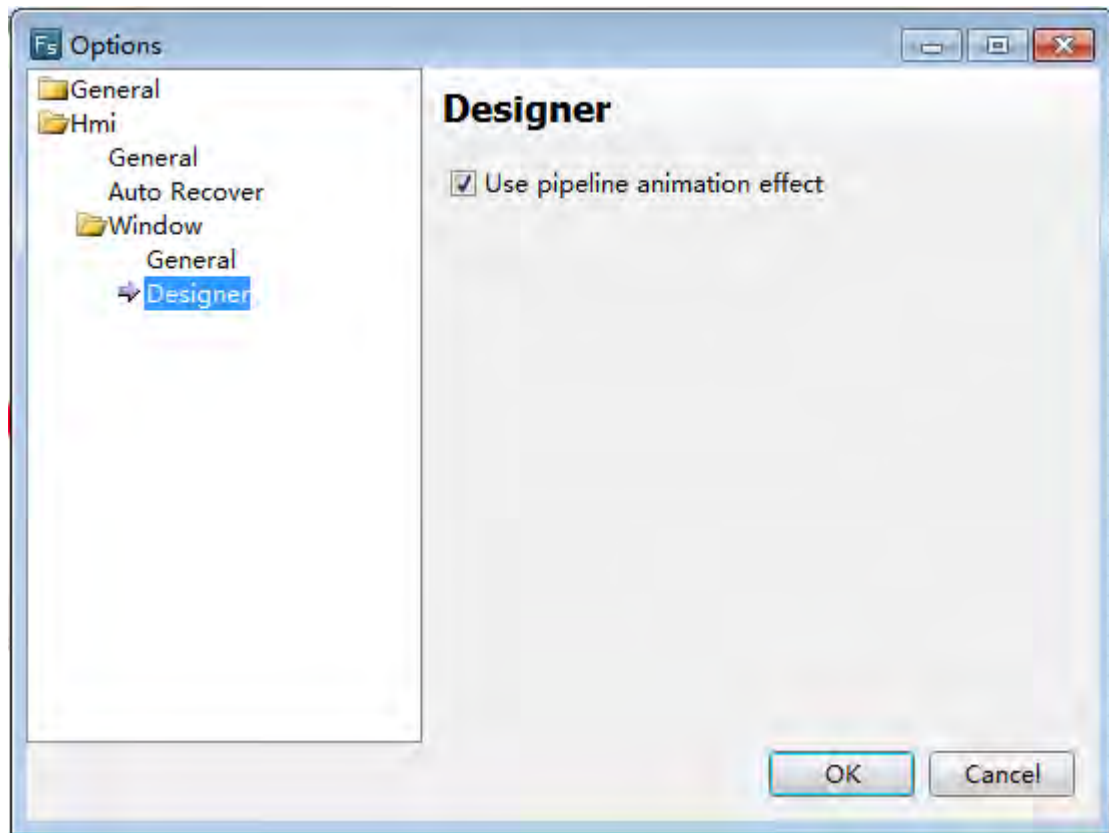 Fs Options
General
Hmi
General
Auto Recover
Window
General
Designer
Designer
Use pipeline animation effect
OK
Cancel